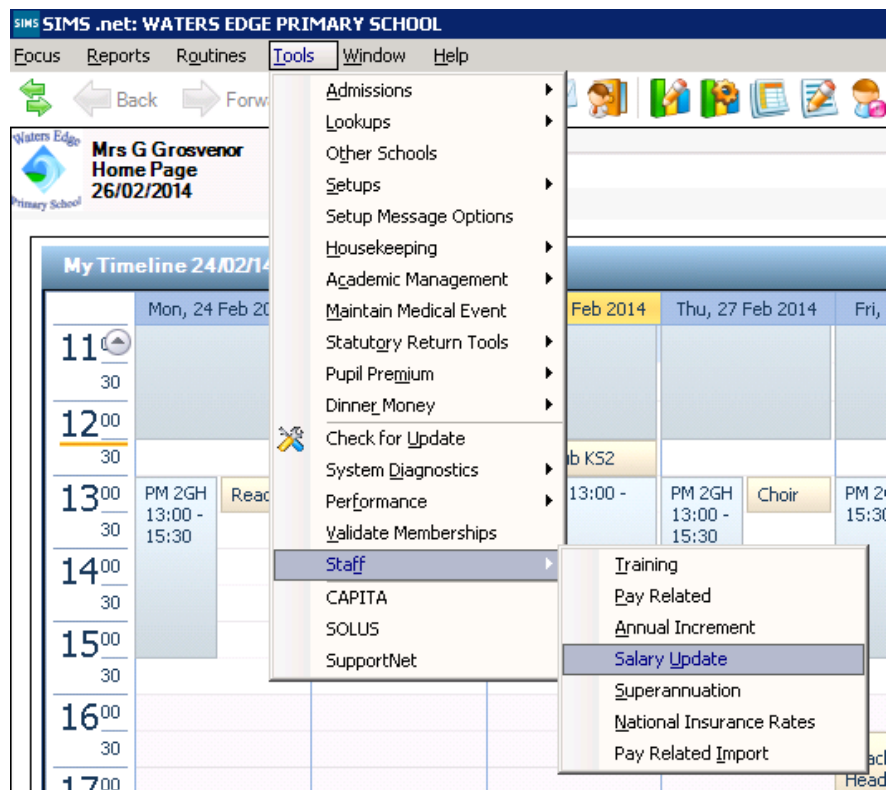 SIMS SIMS .net: WATERS EDGE PRIMARY SCHOOL
Focus Reports Routines Tools Window Help
Back Forw
Waters Edge
Primary School
Mrs G Grosvenor
Home Page
26/02/2014
My Timeline 24/02/14
Mon, 24 Feb 20 Feb 2014 Thu, 27 Feb 2014 Fri,
11
30
12 00
30
13 00
30
14 00
30
15 00
30
16 00
30
17 00
PM 2GH
13:00 -
15:30
Read
ub KS2
13:00 -
PM 2GH
13:00 -
15:30
Choir
PM 2
15:30
Head
Admissions
Lookups
Other Schools
Setups
Setup Message Options
Housekeeping
Academic Management
Maintain Medical Event
Statutory Return Tools
Pupil Premium
Dinner Money
Check for Update
System Diagnostics
Performance
Validate Memberships
Staff
CAPITA
SOLUS
SupportNet
Training
Pay Related
Annual Increment
Salary Update
Superannuation
National Insurance Rates
Pay Related Import